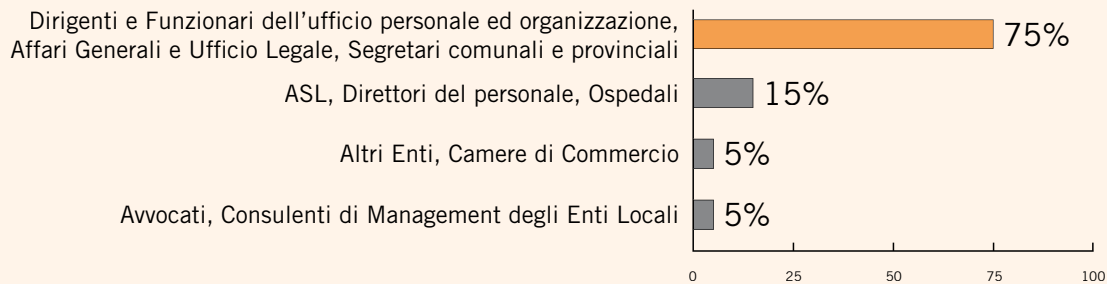 Dirigenti e Funzionari dell’ufficio personale ed organizzazione,
Affari Generali e Ufficio Legale, Segretari comunali e provinciali
75%
ASL, Direttori del personale, Ospedali
15%
Altri Enti, Camere di Commercio
5%
Avvocati, Consulenti di Management degli Enti Locali
5%
0 25 50 75 100